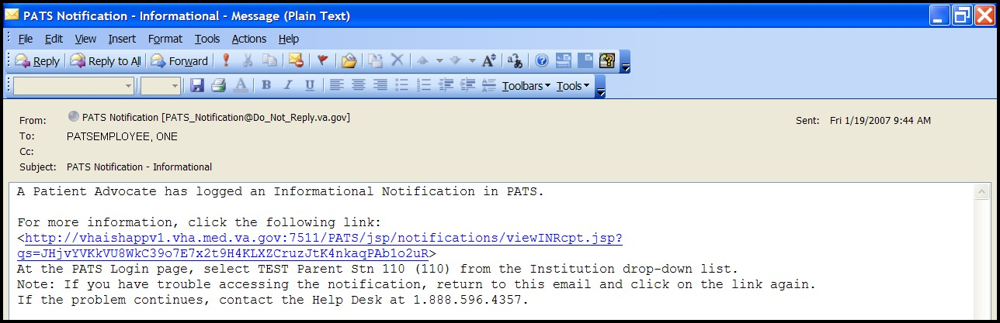 PATS Notification - Informational - Message (Plain Text)
File Edit View Insert Format Tools Actions Help
Reply Reply to All Forward
B I U Toolbars Tools
From: PATS Notification [PATS_Notification@Do_Not_Reply.va.gov] Sent: Fri 1/19/2007 9:44 AM
To: PATSEMPLOYEE, ONE
Cc:
Subject: PATS Notification - Informational
A Patient Advocate has logged an Informational Notification in PATS.
For more information, click the following link:
<http://vhaishappv1.vha.med.va.gov:7511/PATS/jsp/notifications/viewINRcpt.jsp?
qs=JHjvYVKkVU8WkC39o7E7x2t9H4KLXZCruzJtK4nkaqPAb1o2uR>
At the PATS Login page, select TEST Parent Stn 110 (110) from the Institution drop-down list.
Note: If you have trouble accessing the notification, return to this email and click on the link again.
If the problem continues, contact the Help Desk at 1.888.596.4357.